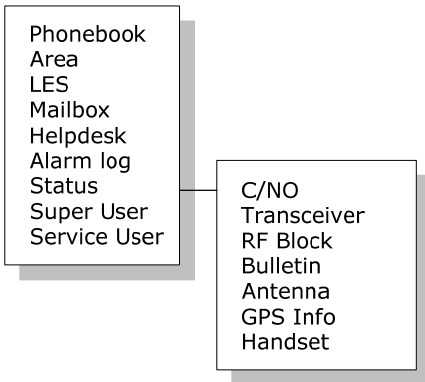 Phonebook
Area
LES
Mailbox
Helpdesk
Alarm log
Status
Super User
Service User
C/NO
Transceiver
RF Block
Bulletin
Antenna
GPS Info
Handset